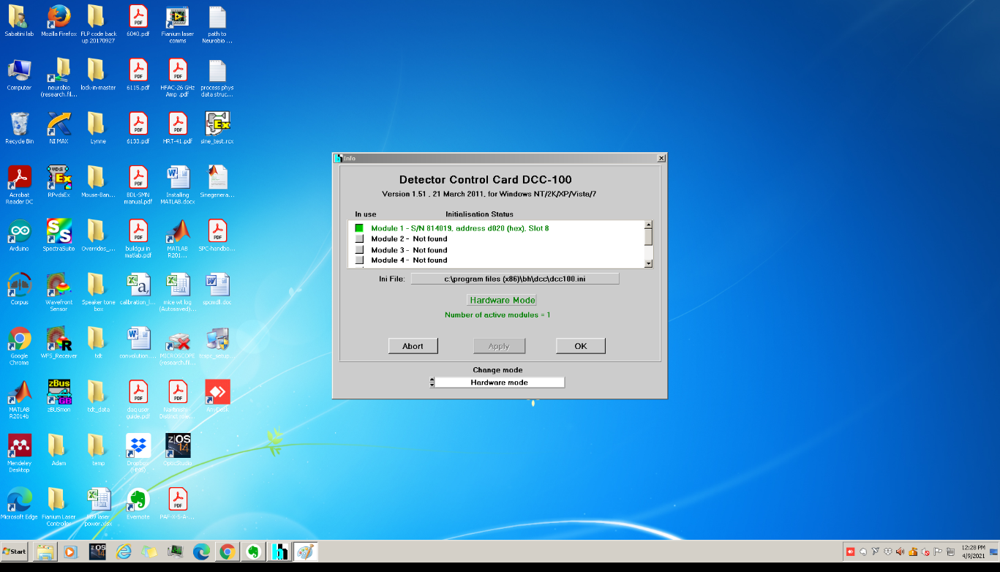 Sabatini lab
Mozilla Firefox
FLP code back
up 20170927
6040.pdf
Fianium laser
comms
path to
Neurobio ...
Computer
neurobio
(research.fil...
lock-in-master
6115.pdf
HFAC-26 GHz
Amp .pdf
process phys
data struc...
Recycle Bin
NI MAX
Lynne
6133.pdf
HRT-41.pdf
sine_test.rcx
Acrobat
Reader DC
RPvdsEx
Mouse-Ban...
BDL-SMN
manual.pdf
Installing
MATLAB.docx
Sinegenera...
Arduino
SpectraSuite
Overrides_...
buildgui in
matlab.pdf
MATLAB
R201...
SPC-handbo...
Corpus
Wavefront
Sensor
Speaker tone
box
calibration_l...
mice wt log
(Autosaved)...
spcmdll.doc
Google
Chrome
WFS_Receiver
tdt
convolution....
MICROSCOPE
(research.fil...
tcspc_setup...
MATLAB
R2014b
zBUSmon
tdt_data
daq user
guide.pdf
AnyDesk
Mendeley
Desktop
Adam
temp
OpticStudio
Microsoft Edge
Fianium Laser
Controller
laser
power.xlsx
Evernote
PAF-X-5-A-...
Info
Detector Control Card DCC-100
Version 1.51 , 21 March 2011, for Windows NT/2K/XP/Vista/7
In use Initialisation Status
Module 1 - S/N 814019, address d020 (hex), Slot 8
Module 2 - Not found
Module 3 - Not found
Module 4 - Not found
Ini File: c:\program files (x86)\bh\dcc\dcc100.ini
Hardware Mode
Number of active modules = 1
Abort Apply OK
Change mode
Hardware mode
Start
12:28 PM
4/9/2021